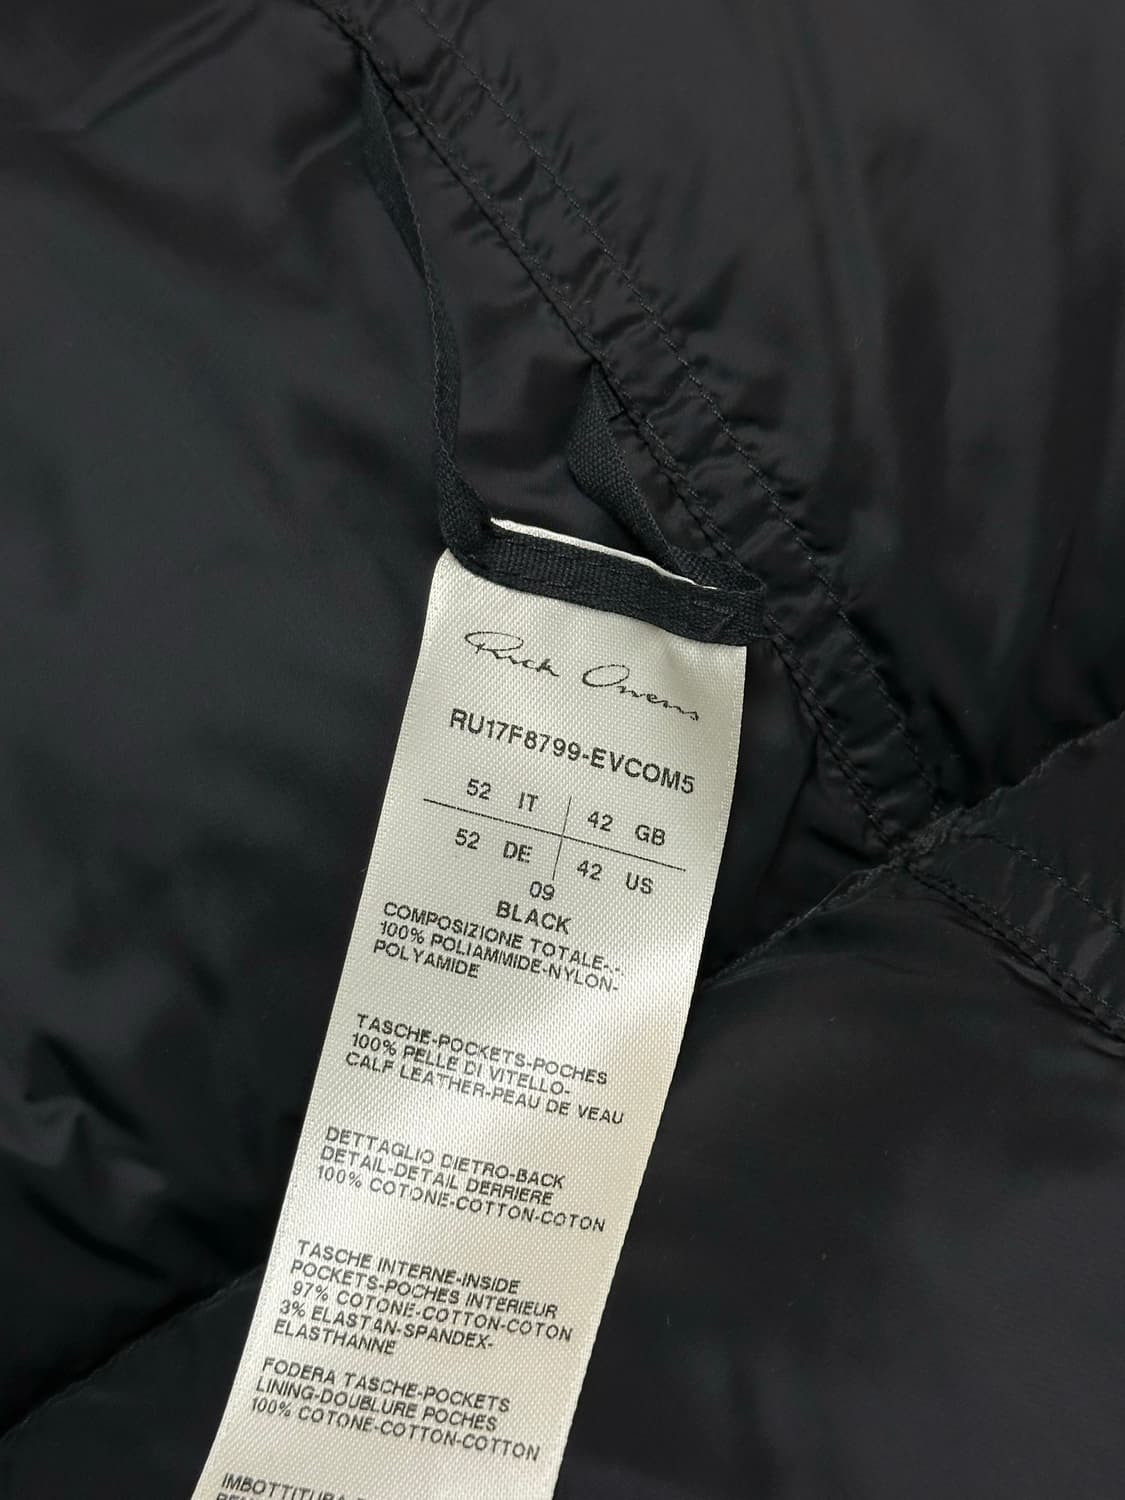 Rick Owens
RU17F8799-EVCOM5
52 IT 42 GB
52 DE 42 US
09
BLACK
COMPOSIZIONE TOTALE-.
100% POLIAMMIDE-NYLON-
POLYAMIDE
TASCHE-POCKETS-POCHES
100% PELLE DI VITELLO-
CALF LEATHER-PEAU DE VEAU
DETTAGLIO DIETRO-BACK
DETAIL-DETAIL DERRIERE
100% COTONE-COTTON-COTON
TASCHE INTERNE-INSIDE
POCKETS-POCHES INTERIEUR
97% COTONE-COTTON-COTON
3% ELASTAN-SPANDEX-
ELASTHANNE
FODERA TASCHE-POCKETS
LINING-DOUBLURE POCHES
100% COTONE-COTTON-COTTON
IMBOTTITURA